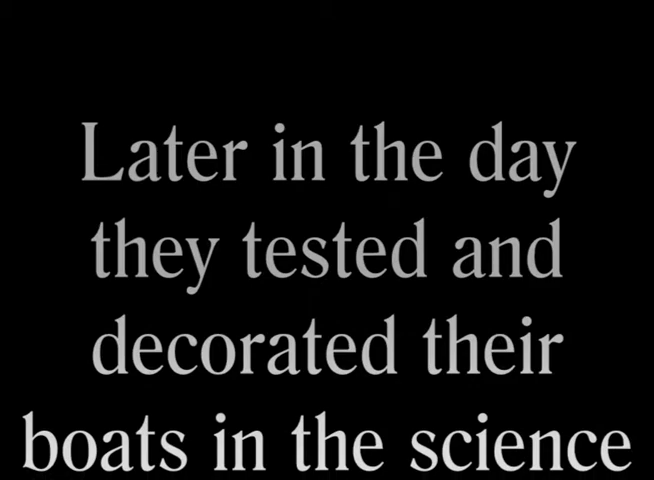 Later in the day
they tested and
decorated their
boats in the science